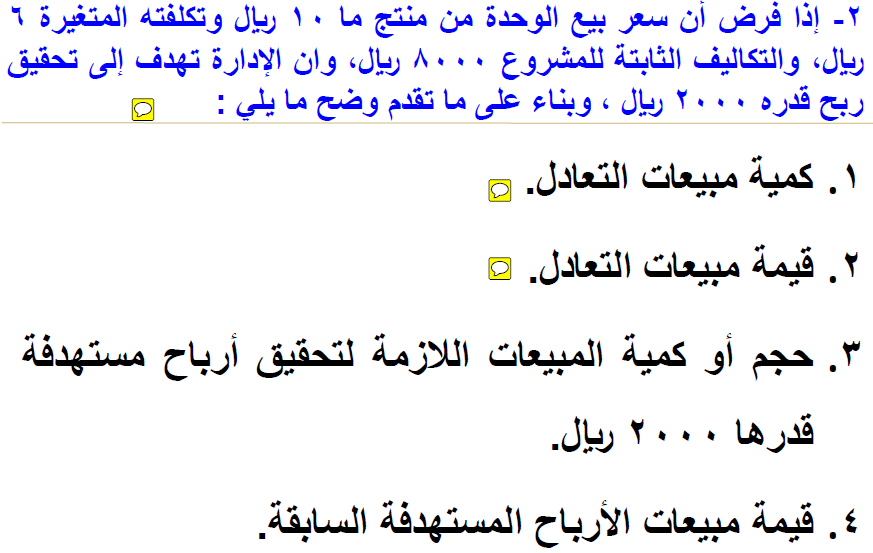 ٢- إذا فرض أن سعر بيع الوحدة من منتج ما ١٠ ريال وتكلفته المتغيرة ٦
ريال، والتكاليف الثابتة للمشروع ٨٠٠٠ ريال، وان الإدارة تهدف إلى تحقيق
ربح قدره ٢٠٠٠ ريال ، وبناء على ما تقدم وضح ما يلي :
١. كمية مبيعات التعادل.
٢. قيمة مبيعات التعادل.
٣. حجم أو كمية المبيعات اللازمة لتحقيق أرباح مستهدفة
قدرها ٢٠٠٠ ريال.
٤. قيمة مبيعات الأرباح المستهدفة السابقة.